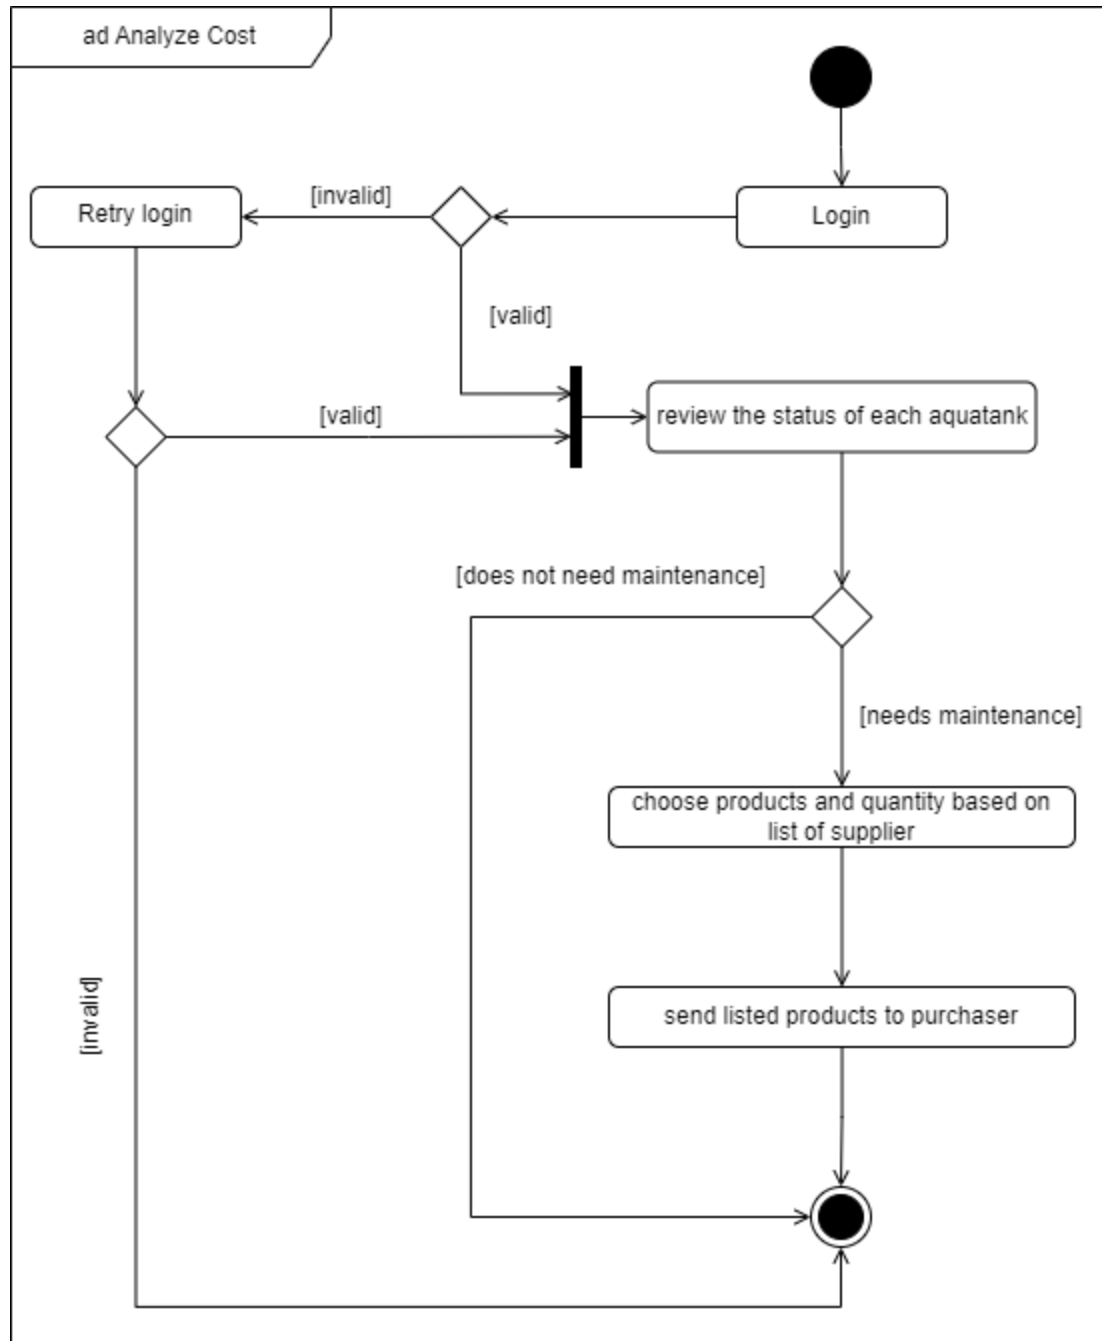 ad Analyze Cost
Retry login
[invalid]
Login
[valid]
[valid]
review the status of each aquatank
[does not need maintenance]
[needs maintenance]
choose products and quantity based on
list of supplier
[invalid]
send listed products to purchaser